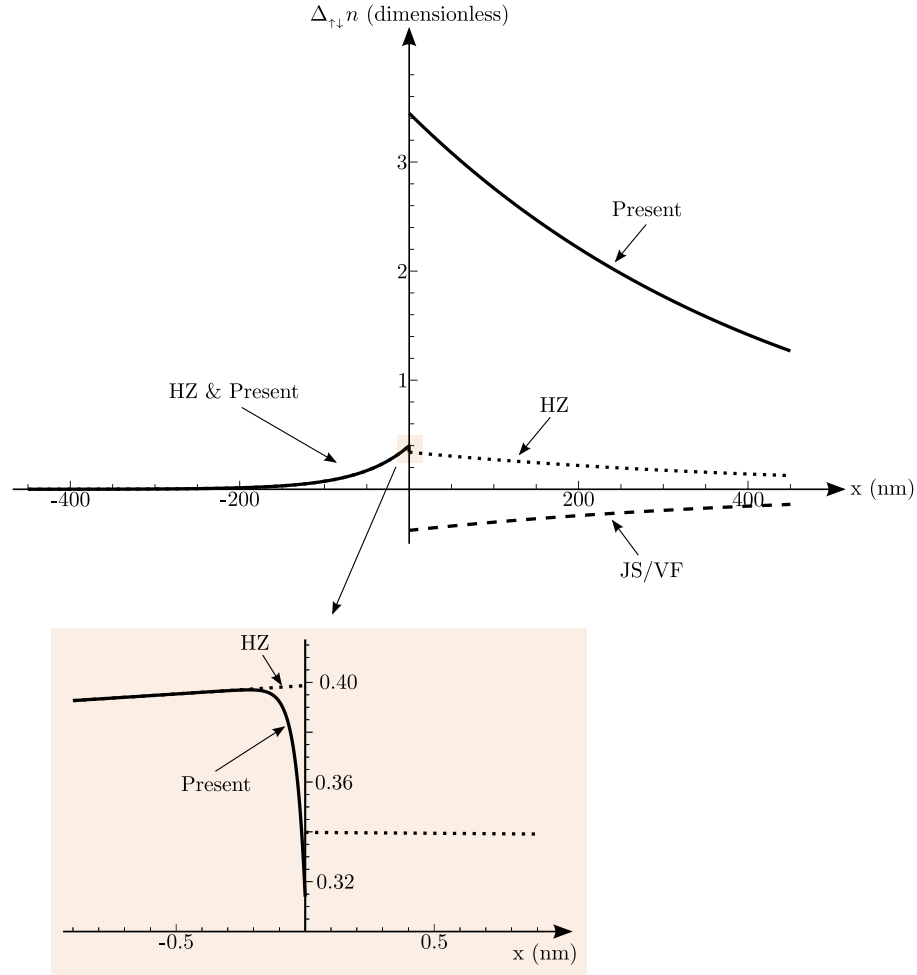 Δ↑↓ n (dimensionless)
3
Present
2
1
HZ & Present
HZ
-400
-200
200
400
x (nm)
JS/VF
HZ
0.40
Present
0.36
0.32
-0.5
0.5
x (nm)